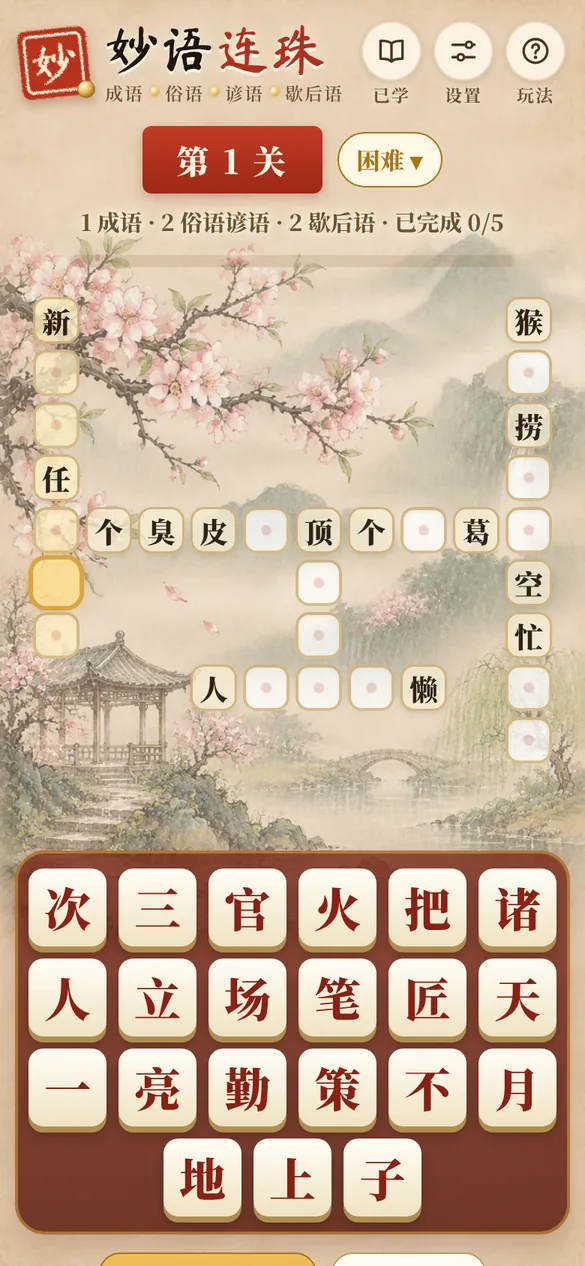 妙
妙语连珠
成语 俗语 谚语 歇后语
已学 设置 玩法
第 1 关
困难▼
1 成语 · 2 俗语谚语 · 2 歇后语 · 已完成 0/5
新 猴
捞
任
个 臭 皮 顶 个 葛
空
忙
人 懒
次 三 官 火 把 诸
人 立 场 笔 匠 天
一 亮 勤 策 不 月
地 上 子